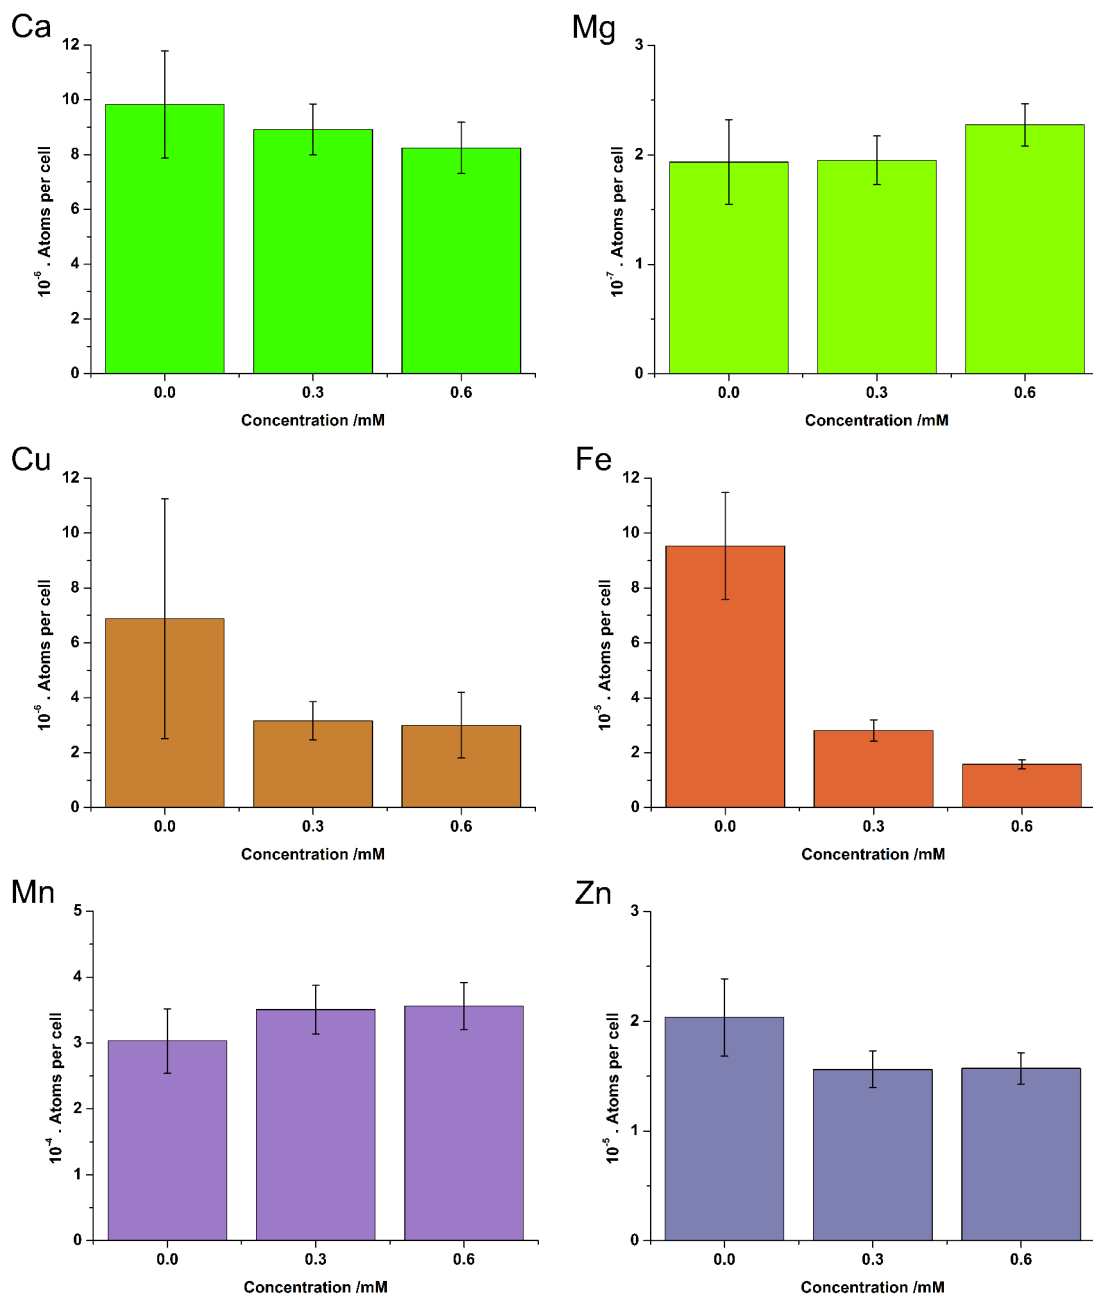 Ca
12
10
8
6
4
2
0
10⁻⁶ . Atoms per cell
0.0 0.3 0.6
Concentration /mM
Mg
3
2
1
0
10⁻⁷ . Atoms per cell
0.0 0.3 0.6
Concentration /mM
Cu
12
10
8
6
4
2
0
10⁻⁶ . Atoms per cell
0.0 0.3 0.6
Concentration /mM
Fe
12
10
8
6
4
2
0
10⁻⁵ . Atoms per cell
0.0 0.3 0.6
Concentration /mM
Mn
5
4
3
2
1
0
10⁻⁴ . Atoms per cell
0.0 0.3 0.6
Concentration /mM
Zn
3
2
1
0
10⁻⁵ . Atoms per cell
0.0 0.3 0.6
Concentration /mM